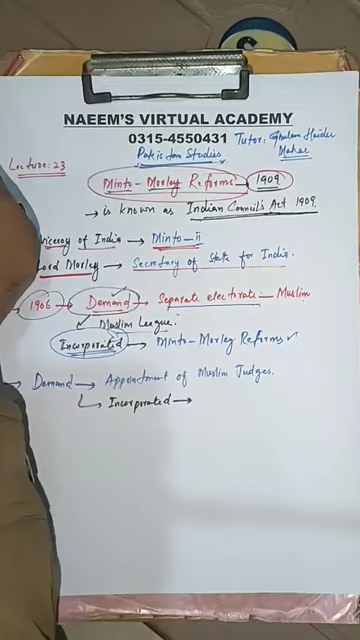 NAEEM'S VIRTUAL ACADEMY
0315-4550431 Tutor: Ghulam Haider
Mahar
Pakistan Studies
Lecture: 23
Minto-Morley Reforms 1909
→ is known as Indian Councils Act 1909.
iceroy of India → Minto-II
ord Morley → Secretary of State for India.
1906 → Demand → Separate electorate - Muslim
Muslim League.
Incorporated → Minto-Morley Reforms ✓
→ Demand → Appointment of Muslim Judges.
↳ Incorporated →